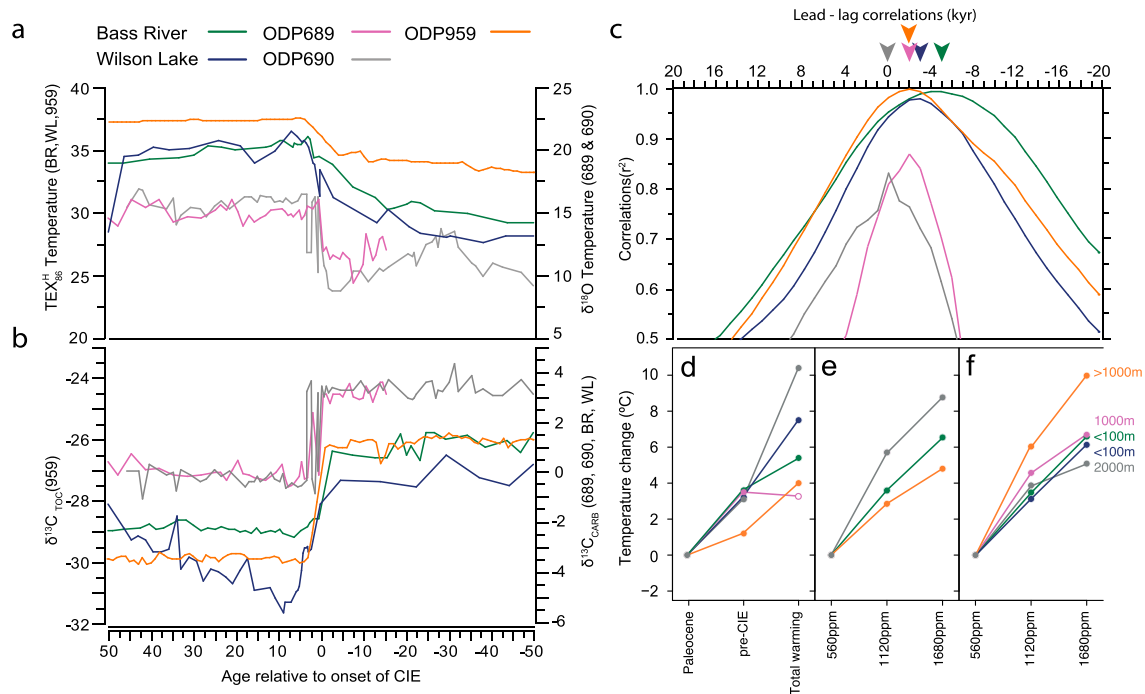 a
Bass River ODP689 ODP959
Wilson Lake ODP690
40
35
30
25
20
TEX86^H Temperature (BR,WL,959)
25
20
15
10
5
δ18O Temperature (689 & 690)
b
-24
-26
-28
-30
-32
δ13C TOC (959)
4
2
0
-2
-4
-6
δ13C CARB (689, 690, BR, WL)
50 40 30 20 10 0 -10 -20 -30 -40 -50
Age relative to onset of CIE
c
Lead - lag correlations (kyr)
20 16 12 8 4 0 -4 -8 -12 -16 -20
1.0
0.9
0.8
0.7
0.6
0.5
Correlations(r²)
d
e
f
10
8
6
4
2
0
−2
Temperature change (ºC)
>1000m
1000m
<100m
<100m
2000m
Paleocene
pre-CIE
Total warming
560ppm
1120ppm
1680ppm
560ppm
1120ppm
1680ppm